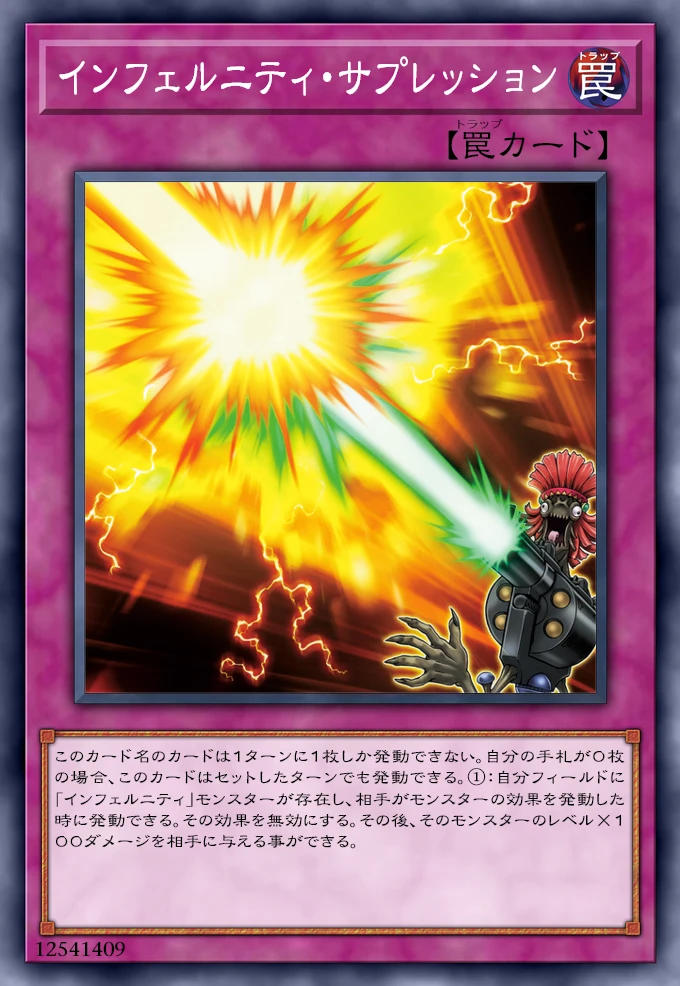 インフェルニティ・サプレッション
トラップ
罠
トラップ
【罠カード】
このカード名のカードは1ターンに1枚しか発動できない。自分の手札が０枚
の場合、このカードはセットしたターンでも発動できる。①：自分フィールドに
「インフェルニティ」モンスターが存在し、相手がモンスターの効果を発動した
時に発動できる。その効果を無効にする。その後、そのモンスターのレベル×１
００ダメージを相手に与える事ができる。
12541409